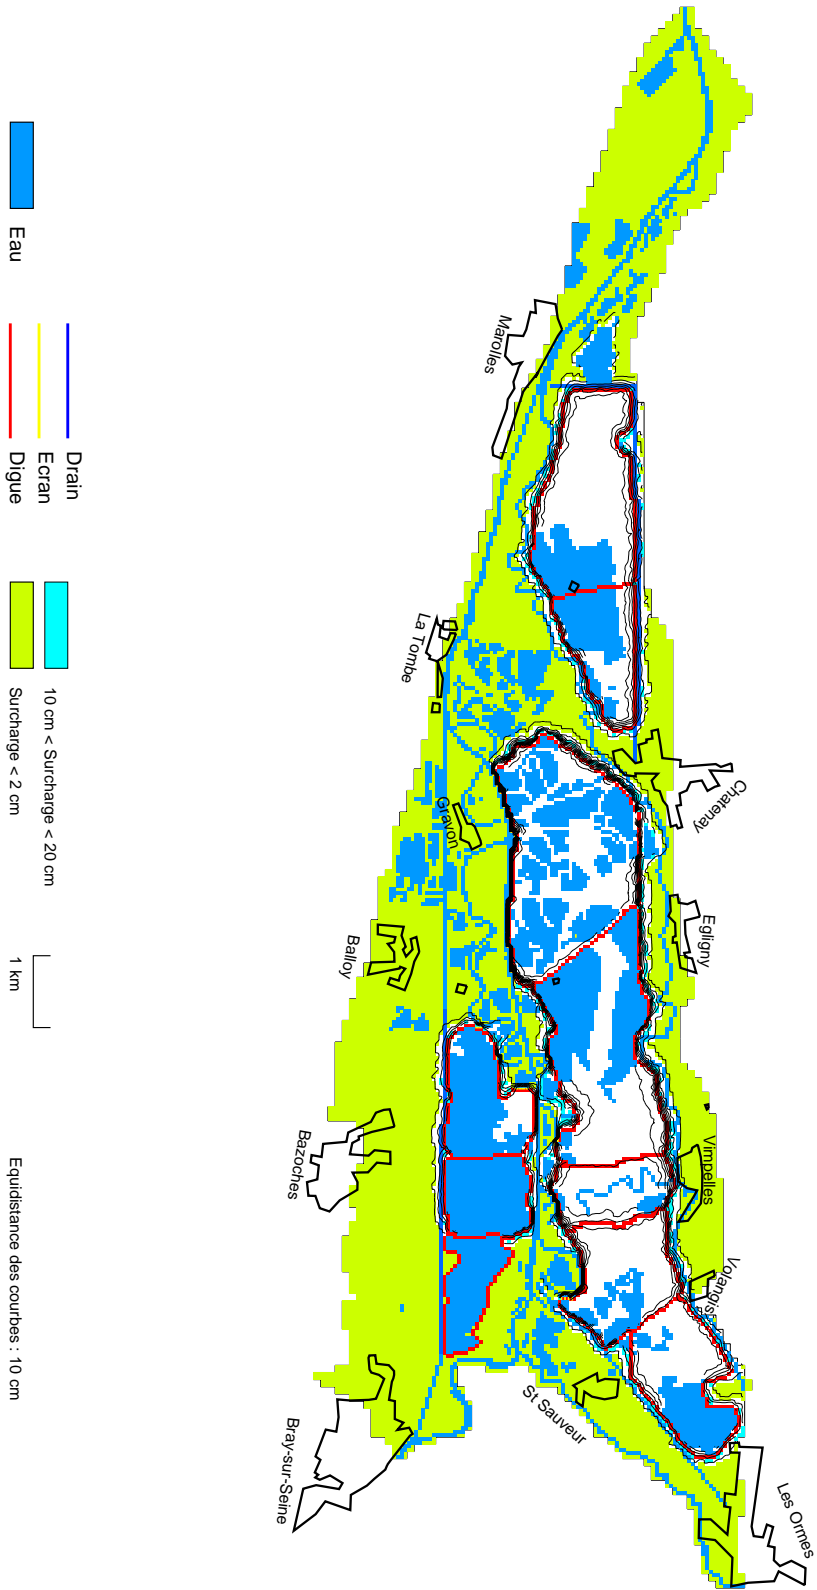 Marolles
La Tombe
Chatenay
Gravon
Egligny
Balloy
Vimpelles
Bazoches
Volangis
St Sauveur
Bray-sur-Seine
Les Ormes
Eau
Drain
Ecran
Digue
10 cm < Surcharge < 20 cm
Surcharge < 2 cm
1 km
Equidistance des courbes : 10 cm